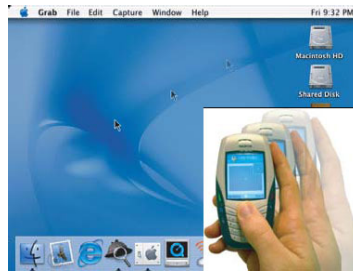 Grab File Edit Capture Window Help Fri 9:32 PM
Macintosh HD
Shared Disk